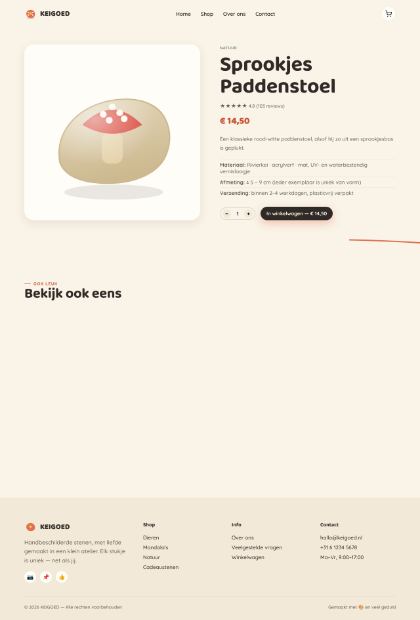 KEIGOED
Home
Shop
Over ons
Contact
NATUUR
Sprookjes
Paddenstoel
★★★★★ 4.8 (105 reviews)
€ 14,50
Een klassieke rood-witte paddenstoel, alsof hij zo uit een sprookjesbos
is geplukt.
Materiaal: Rivierkei · acrylverf · mat, UV- en waterbestendig
vernislaagje
Afmeting: ± 5 – 9 cm (ieder exemplaar is uniek van vorm)
Verzending: binnen 2–4 werkdagen, plasticvrij verpakt
− 1 +
In winkelwagen — € 14,50
OOK LEUK
Bekijk ook eens
KEIGOED
Handbeschilderde stenen, met liefde
gemaakt in een klein atelier. Elk stukje
is uniek — net als jij.
Shop
Dieren
Mandala's
Natuur
Cadeaustenen
Info
Over ons
Veelgestelde vragen
Winkelwagen
Contact
hallo@keigoed.nl
+31 6 1234 5678
Ma–Vr, 9:00–17:00
© 2026 KEIGOED — Alle rechten voorbehouden
Gemaakt met 🎨 en veel geduld